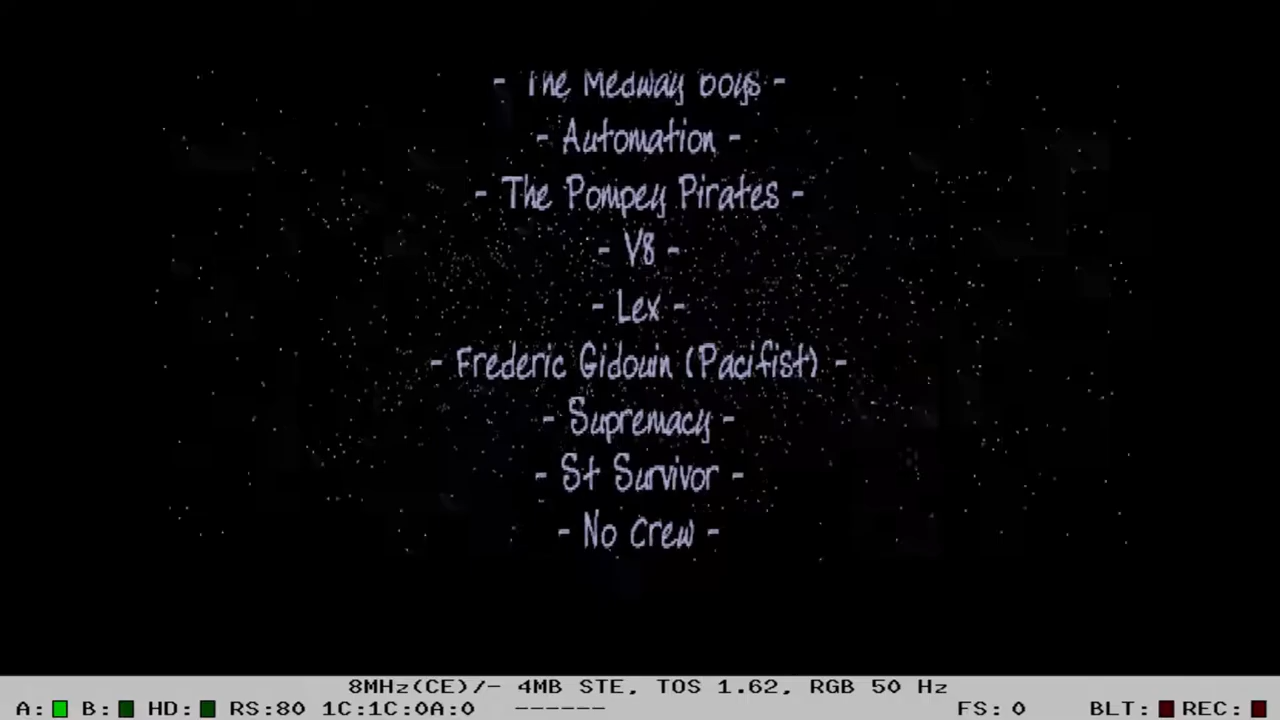 - The Medway Boys -
- Automation -
- The Pompey Pirates -
- V8 -
- Lex -
- Frederic Gidouin (Pacifist) -
- Supremacy -
- St Survivor -
- No Crew -
8MHz(CE)/- 4MB STE, TOS 1.62, RGB 50 Hz
A: B: HD: RS:80 1C:1C:0A:0 ------ FS: 0 BLT: REC: